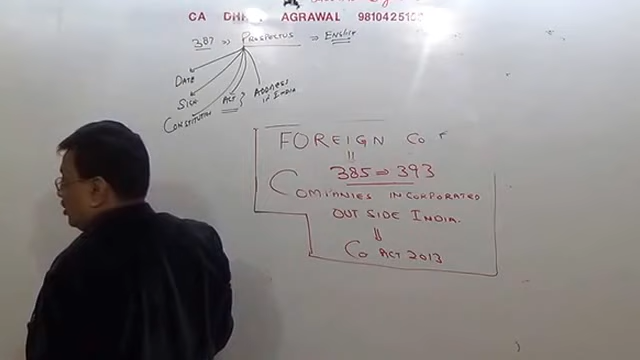 CA DH AGRAWAL 9810425150
387 ⇒ PROSPECTUS ⇒ ENGLISH
DATE
SIGN
CONSTITUTION
ACT
ADDRESS
IN INDIA
FOREIGN CO
385 ⇒ 393
COMPANIES INCORPORATED
OUT SIDE INDIA.
CO ACT 2013